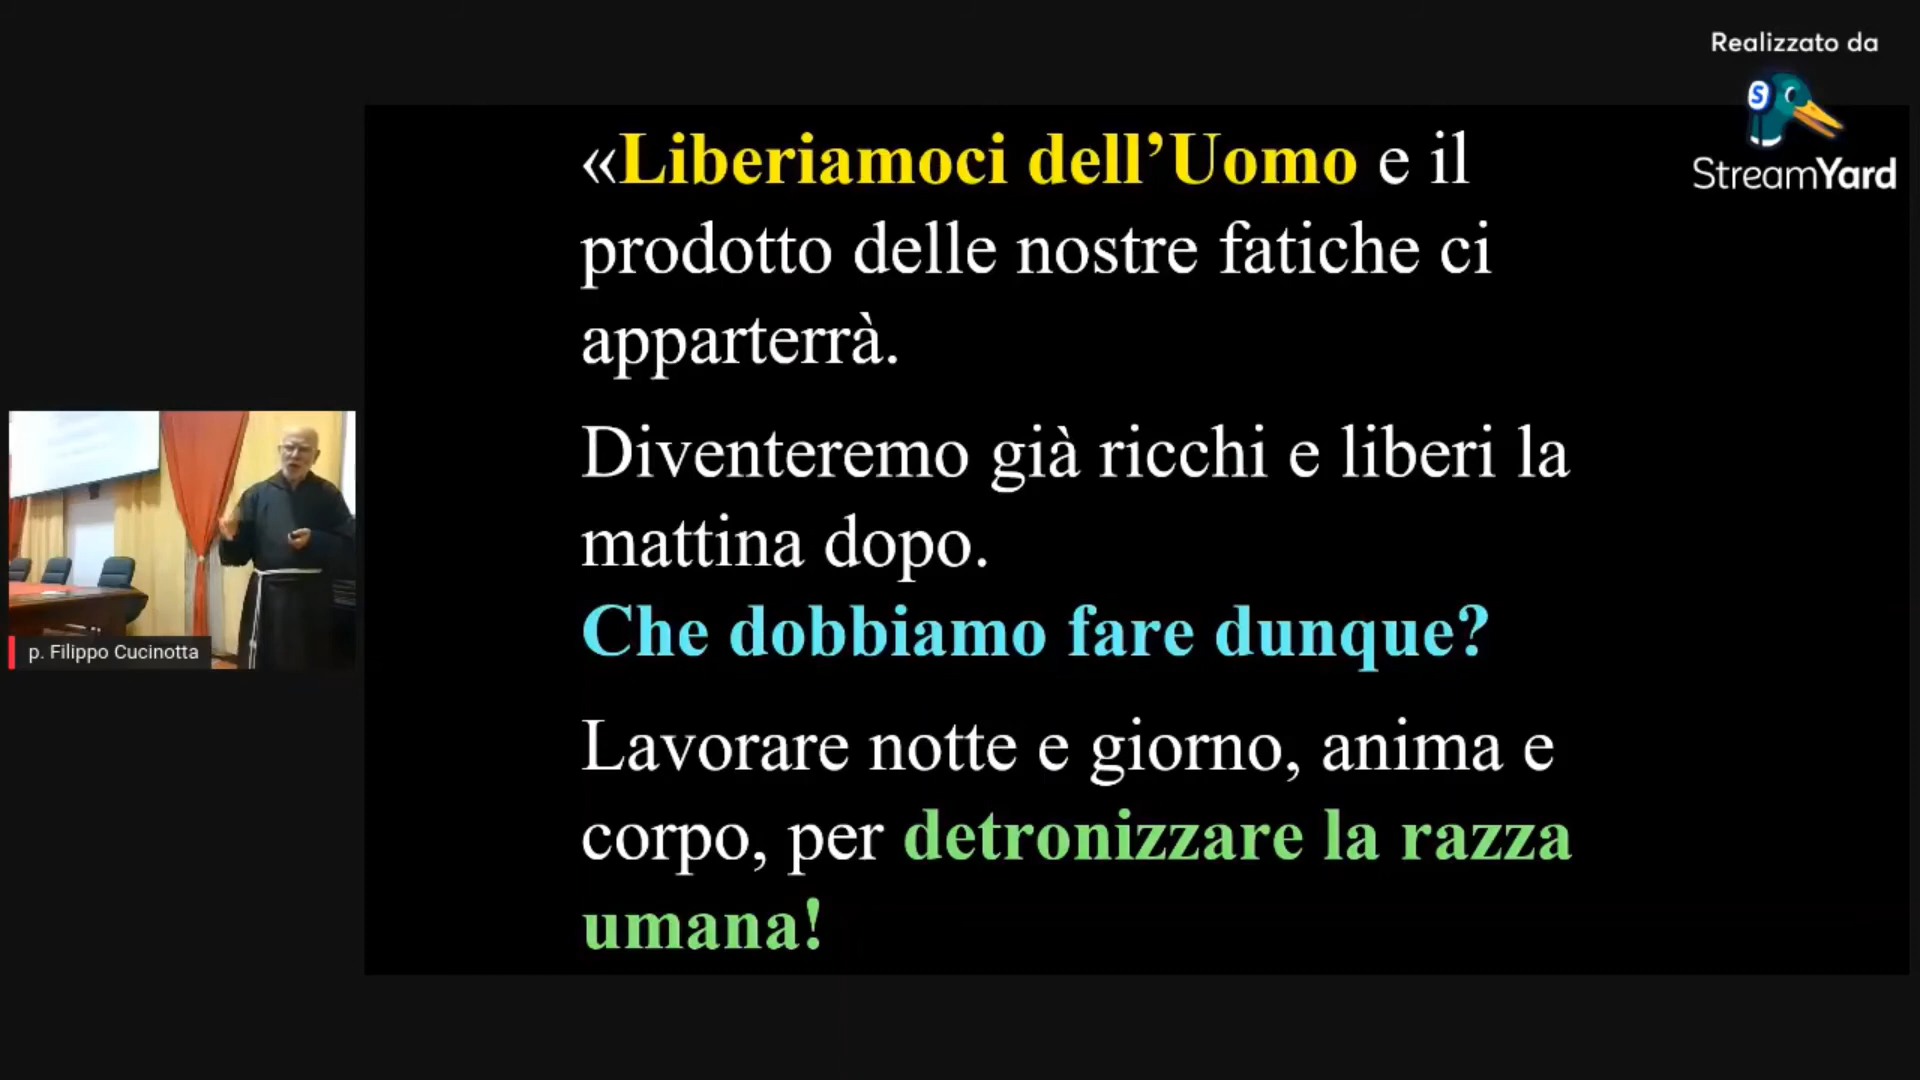 Realizzato da
StreamYard
«Liberiamoci dell’Uomo e il
prodotto delle nostre fatiche ci
apparterrà.
Diventeremo già ricchi e liberi la
mattina dopo.
Che dobbiamo fare dunque?
Lavorare notte e giorno, anima e
corpo, per detronizzare la razza
umana!
p. Filippo Cucinotta